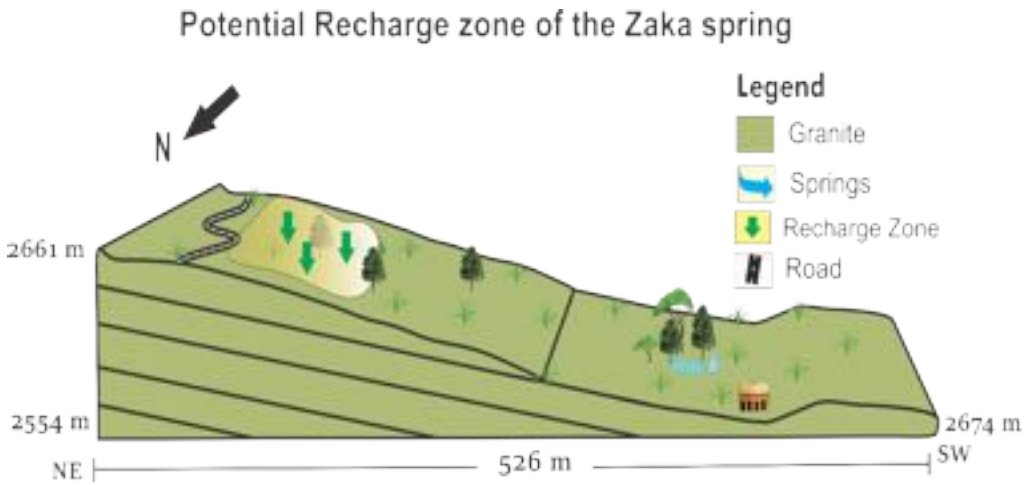 Potential Recharge zone of the Zaka spring
Legend
N
Granite
Springs
Recharge Zone
2661 m
Road
2554 m
2674 m
NE
526 m
SW